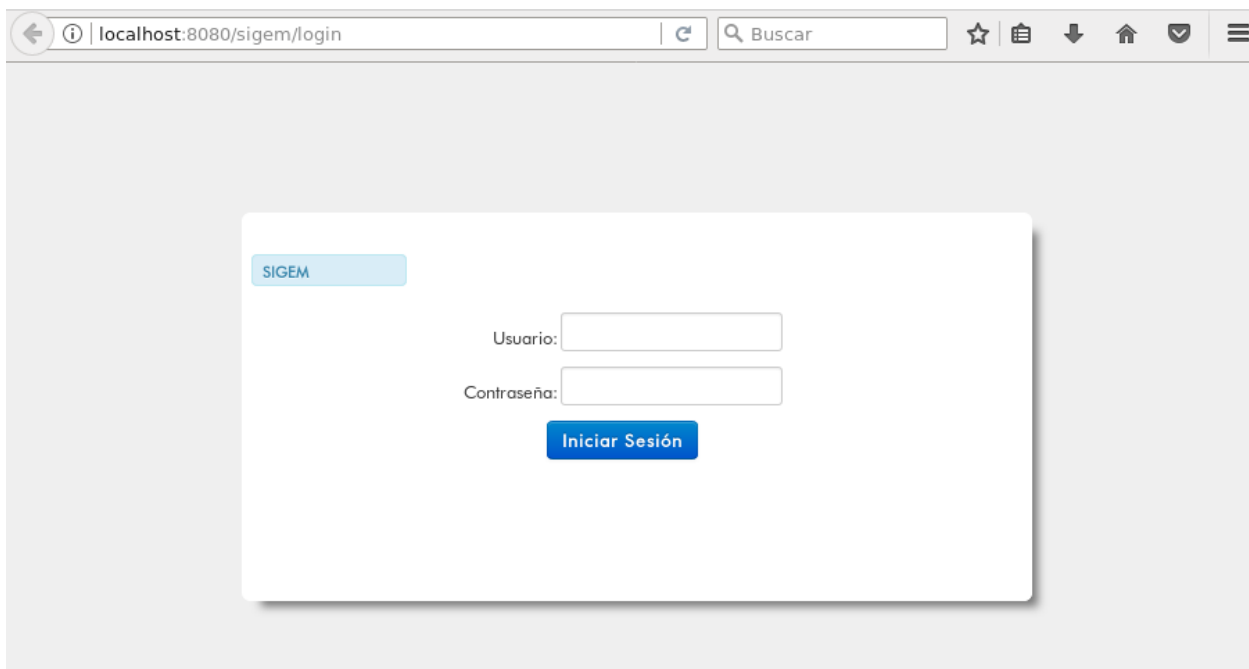 localhost:8080/sigem/login
Buscar
SIGEM
Usuario:
Contraseña:
Iniciar Sesión